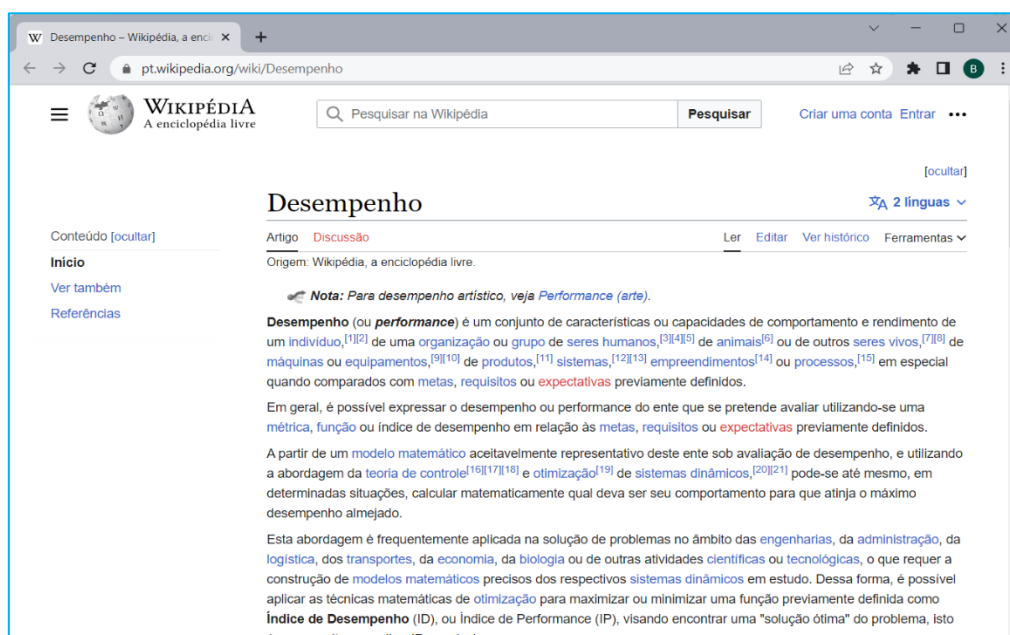 W Desempenho – Wikipédia, a enci
pt.wikipedia.org/wiki/Desempenho
B
WIKIPÉDIA
A enciclopédia livre
Pesquisar na Wikipédia
Pesquisar
Criar uma conta Entrar
[ocultar]
Desempenho
2 línguas
Conteúdo [ocultar]
Início
Ver também
Referências
Artigo Discussão
Ler Editar Ver histórico Ferramentas
Origem: Wikipédia, a enciclopédia livre.
Nota: Para desempenho artístico, veja Performance (arte).
Desempenho (ou performance) é um conjunto de características ou capacidades de comportamento e rendimento de
um indivíduo,[1][2] de uma organização ou grupo de seres humanos,[3][4][5] de animais[6] ou de outros seres vivos,[7][8] de
máquinas ou equipamentos,[9][10] de produtos,[11] sistemas,[12][13] empreendimentos[14] ou processos,[15] em especial
quando comparados com metas, requisitos ou expectativas previamente definidos.
Em geral, é possível expressar o desempenho ou performance do ente que se pretende avaliar utilizando-se uma
métrica, função ou índice de desempenho em relação às metas, requisitos ou expectativas previamente definidos.
A partir de um modelo matemático aceitavelmente representativo deste ente sob avaliação de desempenho, e utilizando
a abordagem da teoria de controle[16][17][18] e otimização[19] de sistemas dinâmicos,[20][21] pode-se até mesmo, em
determinadas situações, calcular matematicamente qual deva ser seu comportamento para que atinja o máximo
desempenho almejado.
Esta abordagem é frequentemente aplicada na solução de problemas no âmbito das engenharias, da administração, da
logística, dos transportes, da economia, da biologia ou de outras atividades científicas ou tecnológicas, o que requer a
construção de modelos matemáticos precisos dos respectivos sistemas dinâmicos em estudo. Dessa forma, é possível
aplicar as técnicas matemáticas de otimização para maximizar ou minimizar uma função previamente definida como
Índice de Desempenho (ID), ou Índice de Performance (IP), visando encontrar uma "solução ótima" do problema, isto